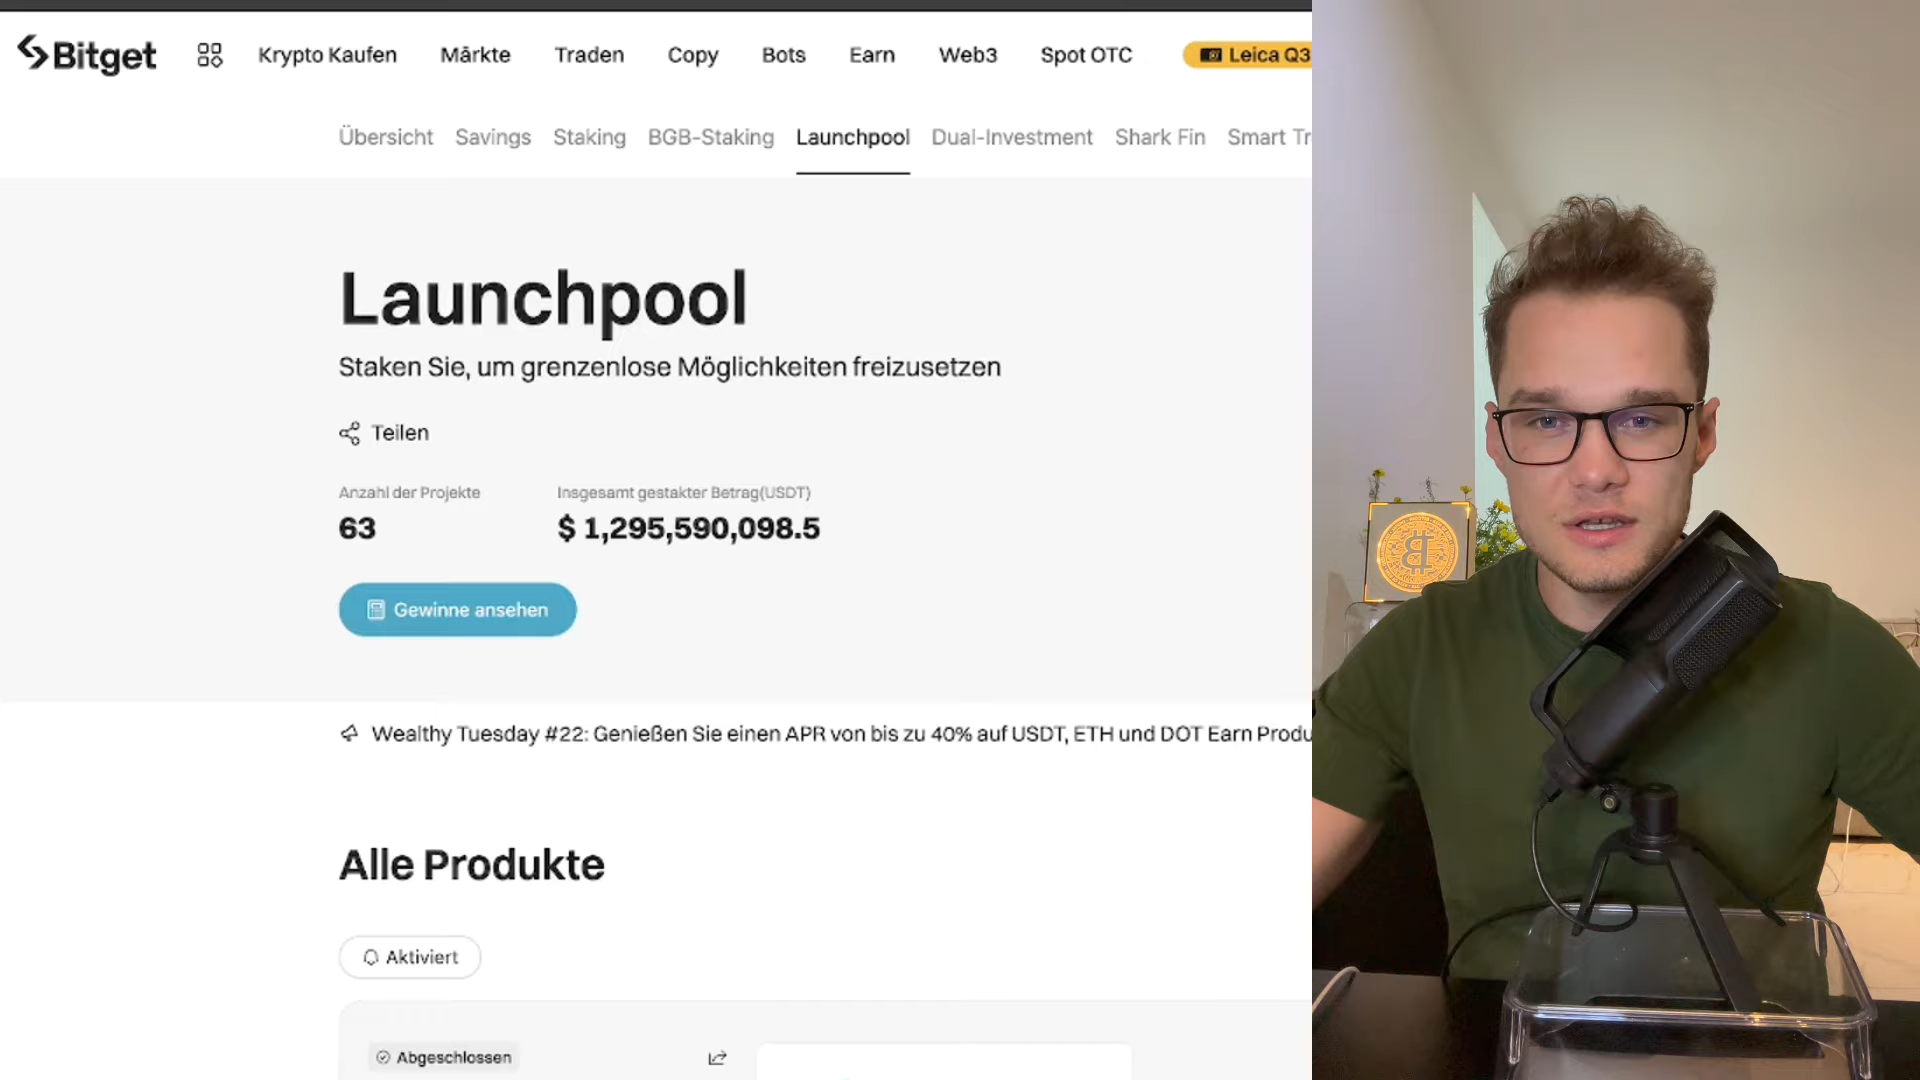 Bitget
Krypto Kaufen
Märkte
Traden
Copy
Bots
Earn
Web3
Spot OTC
Leica Q3
Übersicht
Savings
Staking
BGB-Staking
Launchpool
Dual-Investment
Shark Fin
Smart Tr
Launchpool
Staken Sie, um grenzenlose Möglichkeiten freizusetzen
Teilen
Anzahl der Projekte
63
Insgesamt gestakter Betrag(USDT)
$ 1,295,590,098.5
Gewinne ansehen
Wealthy Tuesday #22: Genießen Sie einen APR von bis zu 40% auf USDT, ETH und DOT Earn Produ
Alle Produkte
Aktiviert
Abgeschlossen